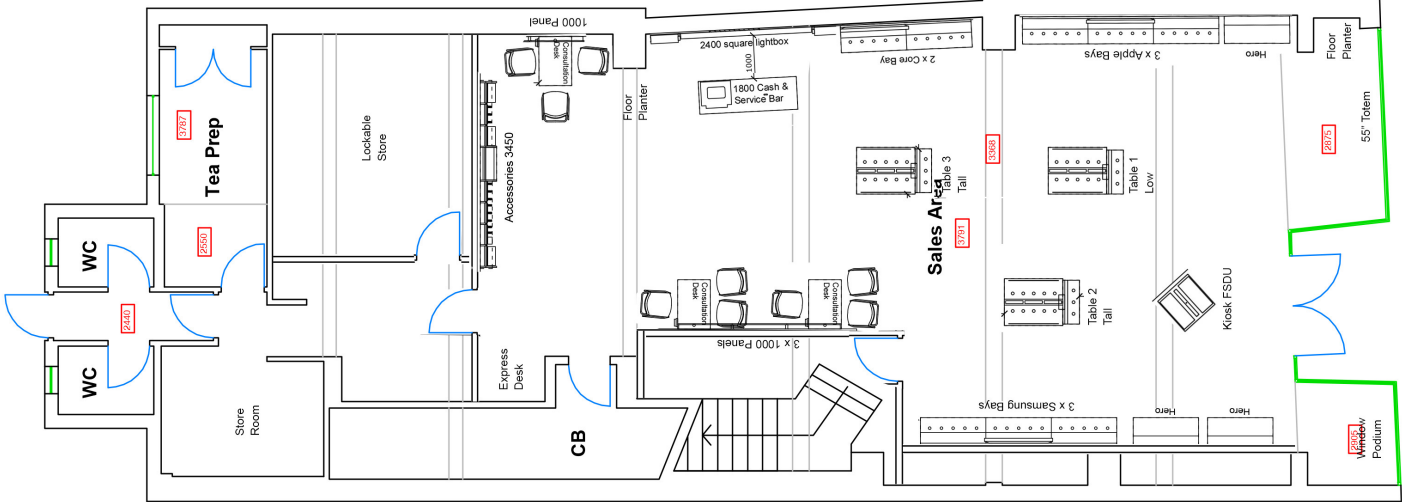 1000 Panel
Consultation
Desk
2400 square lightbox
1000
1800 Cash &
Service Bar
2 x Core Bay
3 x Apple Bays
Hero
Floor
Planter
55" Totem
2875
3787
Tea Prep
Lockable
Store
Accessories 3450
Floor
Planter
Table 3
Tall
3368
Table 1
Low
Sales Area
3791
2550
WC
2440
WC
Consultation
Desk
Consultation
Desk
3 x 1000 Panels
Table 2
Tall
Kiosk FSDU
Express
Desk
Store
Room
CB
3 x Samsung Bays
Hero
Hero
2905
Window
Podium